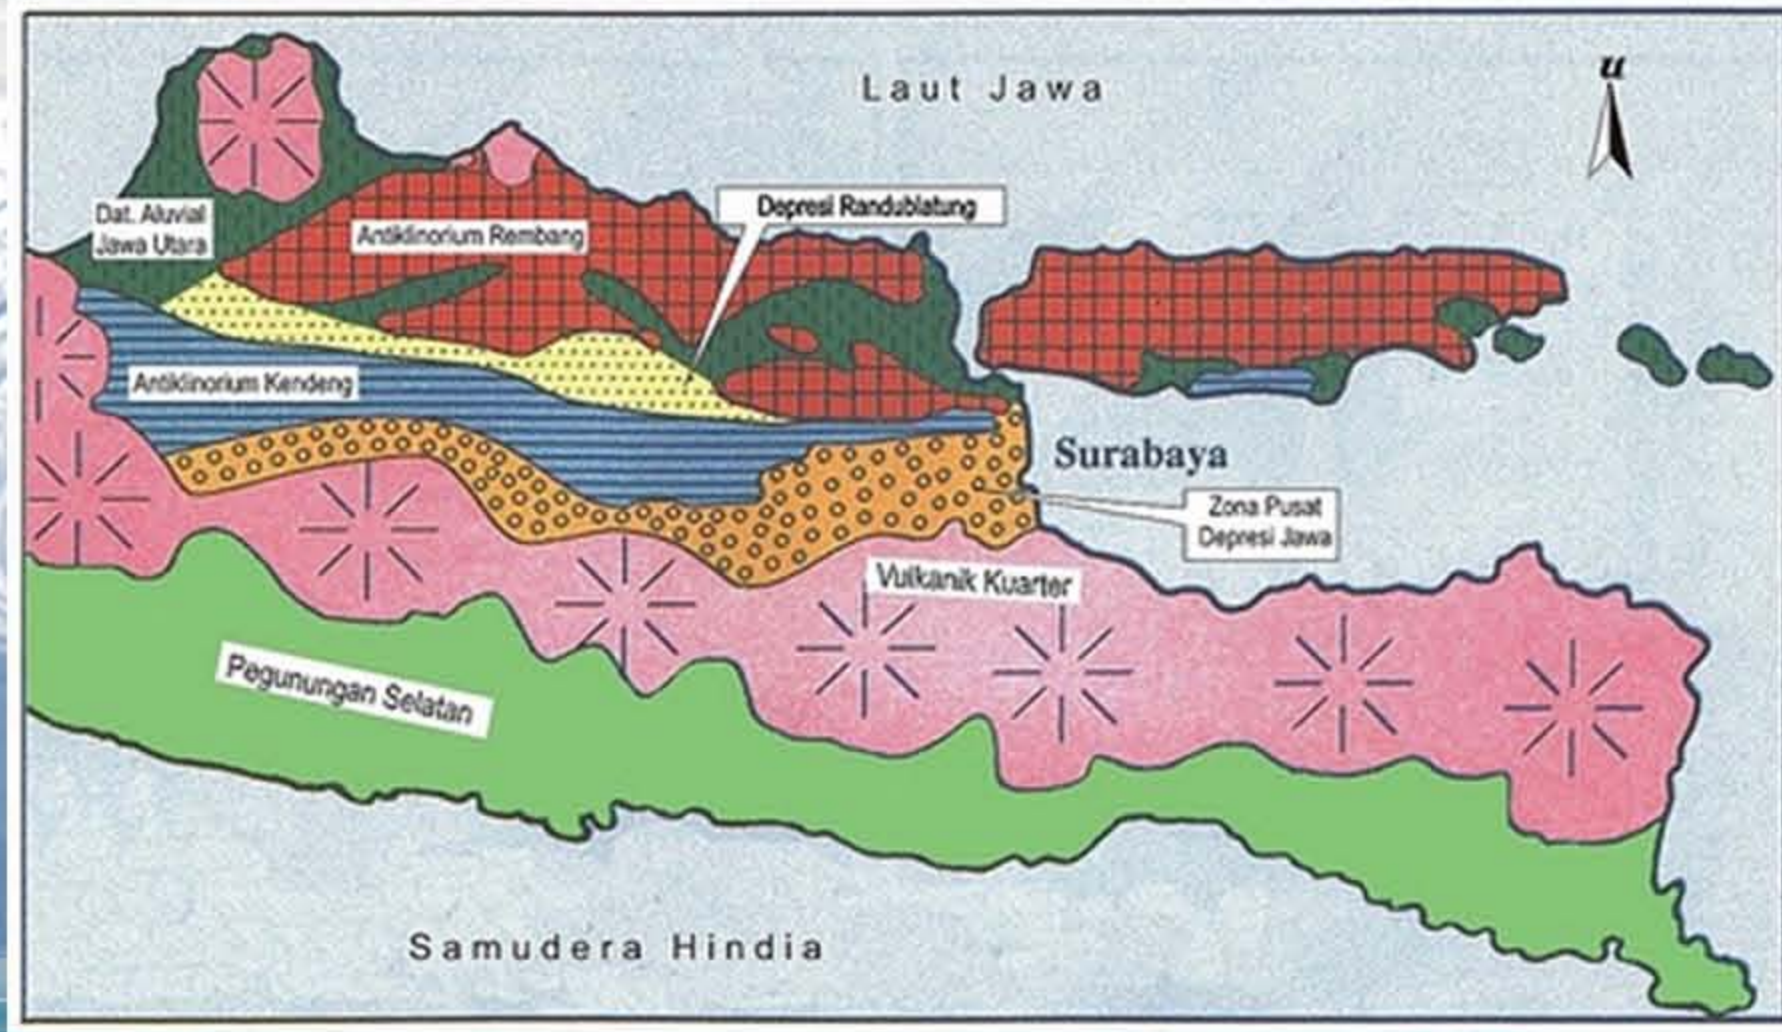 Laut Jawa
u
Dat. Aluvial
Jawa Utara
Antiklinorium Rembang
Depresi Randublatung
Antiklinorium Kendeng
Surabaya
Zona Pusat
Depresi Jawa
Vulkanik Kuarter
Pegunungan Selatan
Samudera Hindia